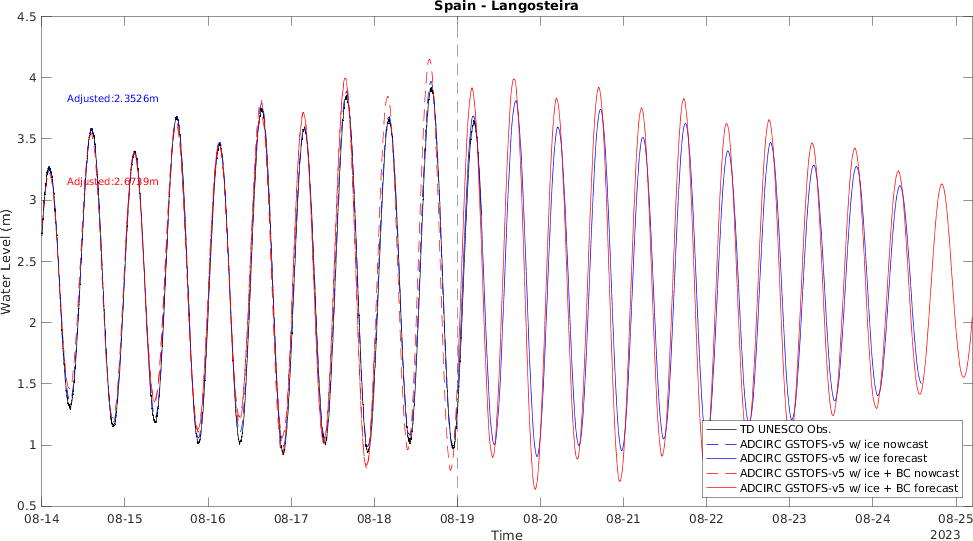 Spain - Langosteira
4.5
4
3.5
3
2.5
2
1.5
1
0.5
Water Level (m)
Adjusted:2.3526m
Adjusted:2.6739m
TD UNESCO Obs.
ADCIRC GSTOFS-v5 w/ ice nowcast
ADCIRC GSTOFS-v5 w/ ice forecast
ADCIRC GSTOFS-v5 w/ ice + BC nowcast
ADCIRC GSTOFS-v5 w/ ice + BC forecast
08-14 08-15 08-16 08-17 08-18 08-19 08-20 08-21 08-22 08-23 08-24 08-25
Time
2023